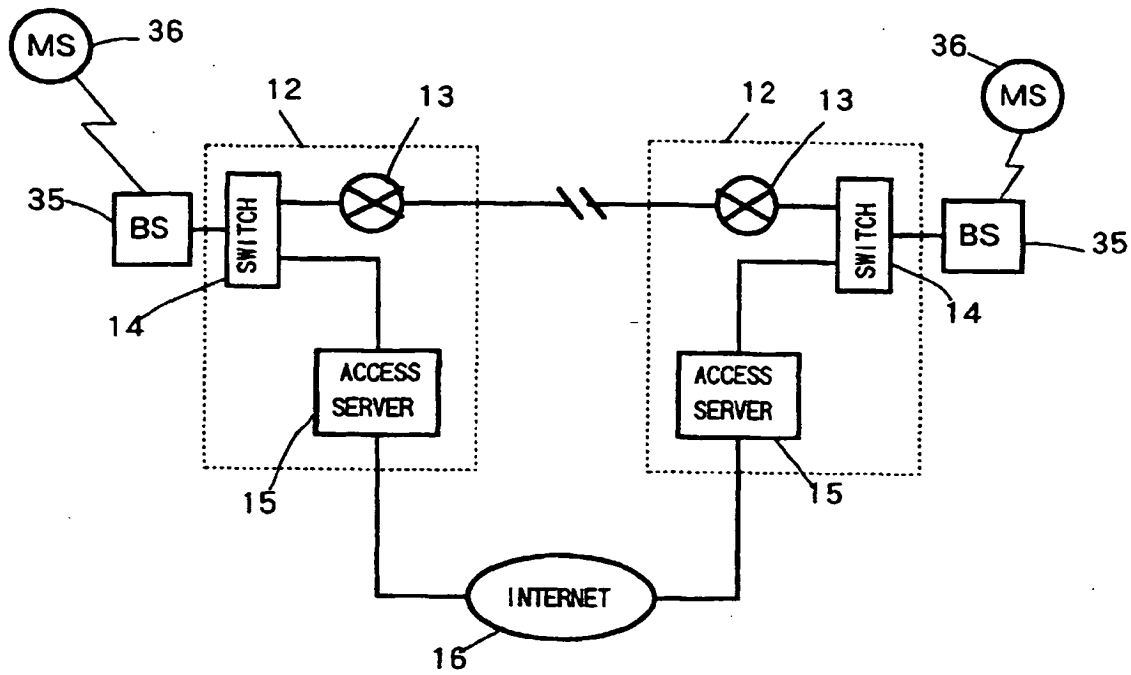 MS 36
36
MS
12 13
12 13
35
BS
SWITCH
SWITCH
BS
35
14
14
ACCESS
SERVER
ACCESS
SERVER
15
15
INTERNET
16